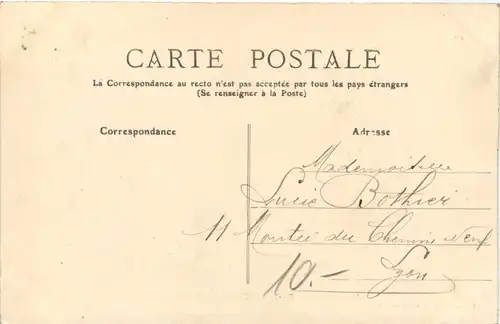 CARTE POSTALE
La Correspondance au recto n'est pas acceptée par tous les pays étrangers
(Se renseigner à la Poste)
Correspondance
Adresse
Mademoiselle
Lucie Bothier
11 Montée du Chemin Neuf
Lyon
10.-